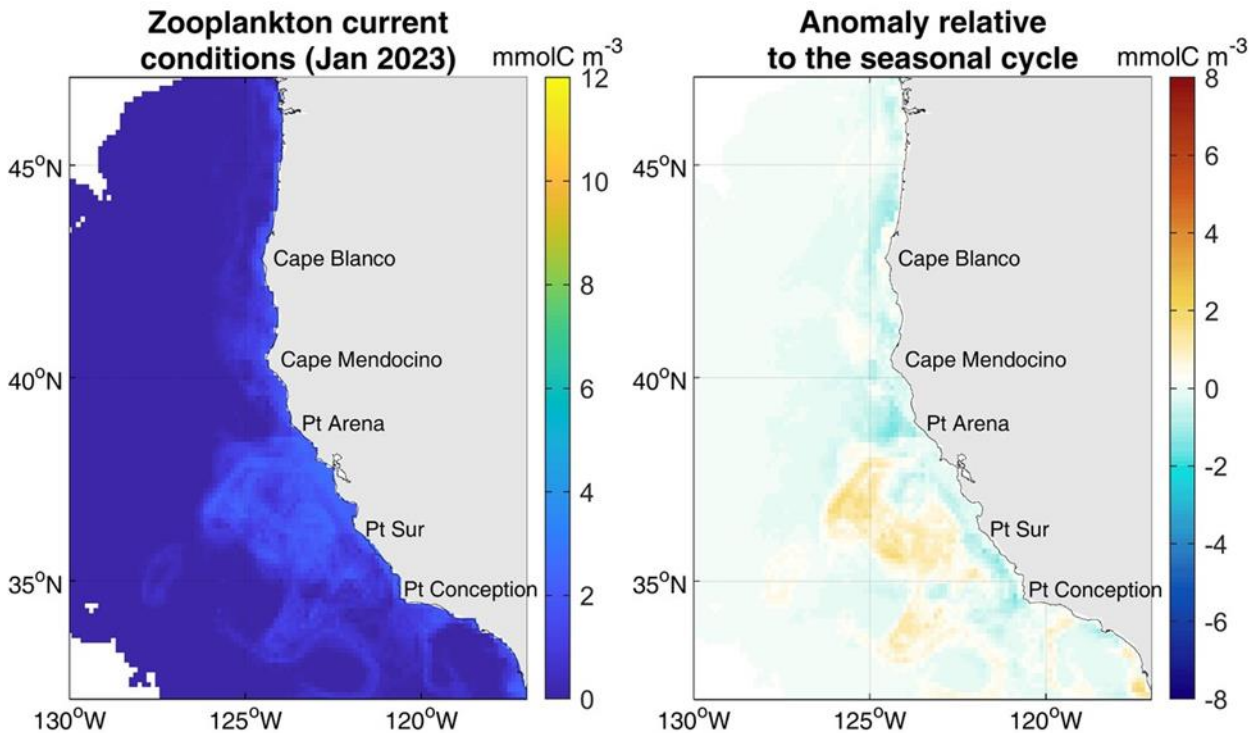 Zooplankton current
conditions (Jan 2023)
mmolC m⁻³
12
10
8
6
4
2
0
45°N
40°N
35°N
130°W
125°W
120°W
Cape Blanco
Cape Mendocino
Pt Arena
Pt Sur
Pt Conception
Anomaly relative
to the seasonal cycle
mmolC m⁻³
8
6
4
2
0
-2
-4
-6
-8
45°N
40°N
35°N
130°W
125°W
120°W
Cape Blanco
Cape Mendocino
Pt Arena
Pt Sur
Pt Conception